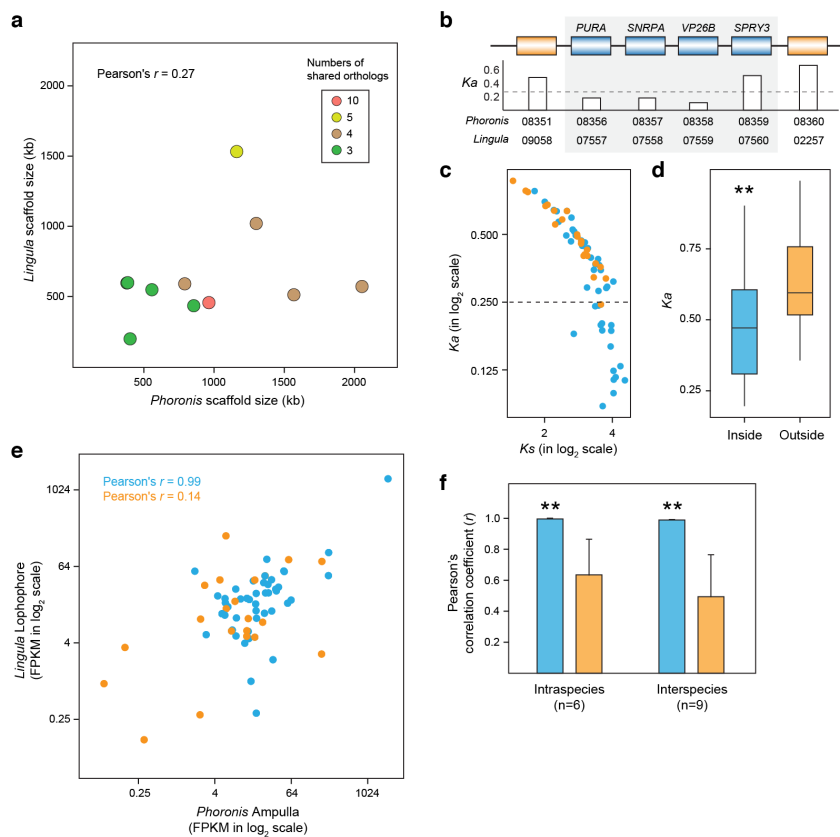 a
Pearson's r = 0.27
Numbers of
shared orthologs
10
5
4
3
2000
1500
1000
500
Lingula scaffold size (kb)
500 1000 1500 2000
Phoronis scaffold size (kb)
b
PURA SNRPA VP26B SPRY3
Ka
0.6
0.4
0.2
Phoronis 08351 08356 08357 08358 08359 08360
Lingula 09058 07557 07558 07559 07560 02257
c
0.500
0.250
0.125
Ka (in log2 scale)
2 4
Ks (in log2 scale)
d
**
0.75
0.50
0.25
Ka
Inside Outside
e
Pearson's r = 0.99
Pearson's r = 0.14
1024
64
4
0.25
Lingula Lophophore
(FPKM in log2 scale)
0.25 4 64 1024
Phoronis Ampulla
(FPKM in log2 scale)
f
** **
1.0
0.8
0.6
0.4
0.2
Pearson's
correlation coefficient (r)
Intraspecies Interspecies
(n=6) (n=9)